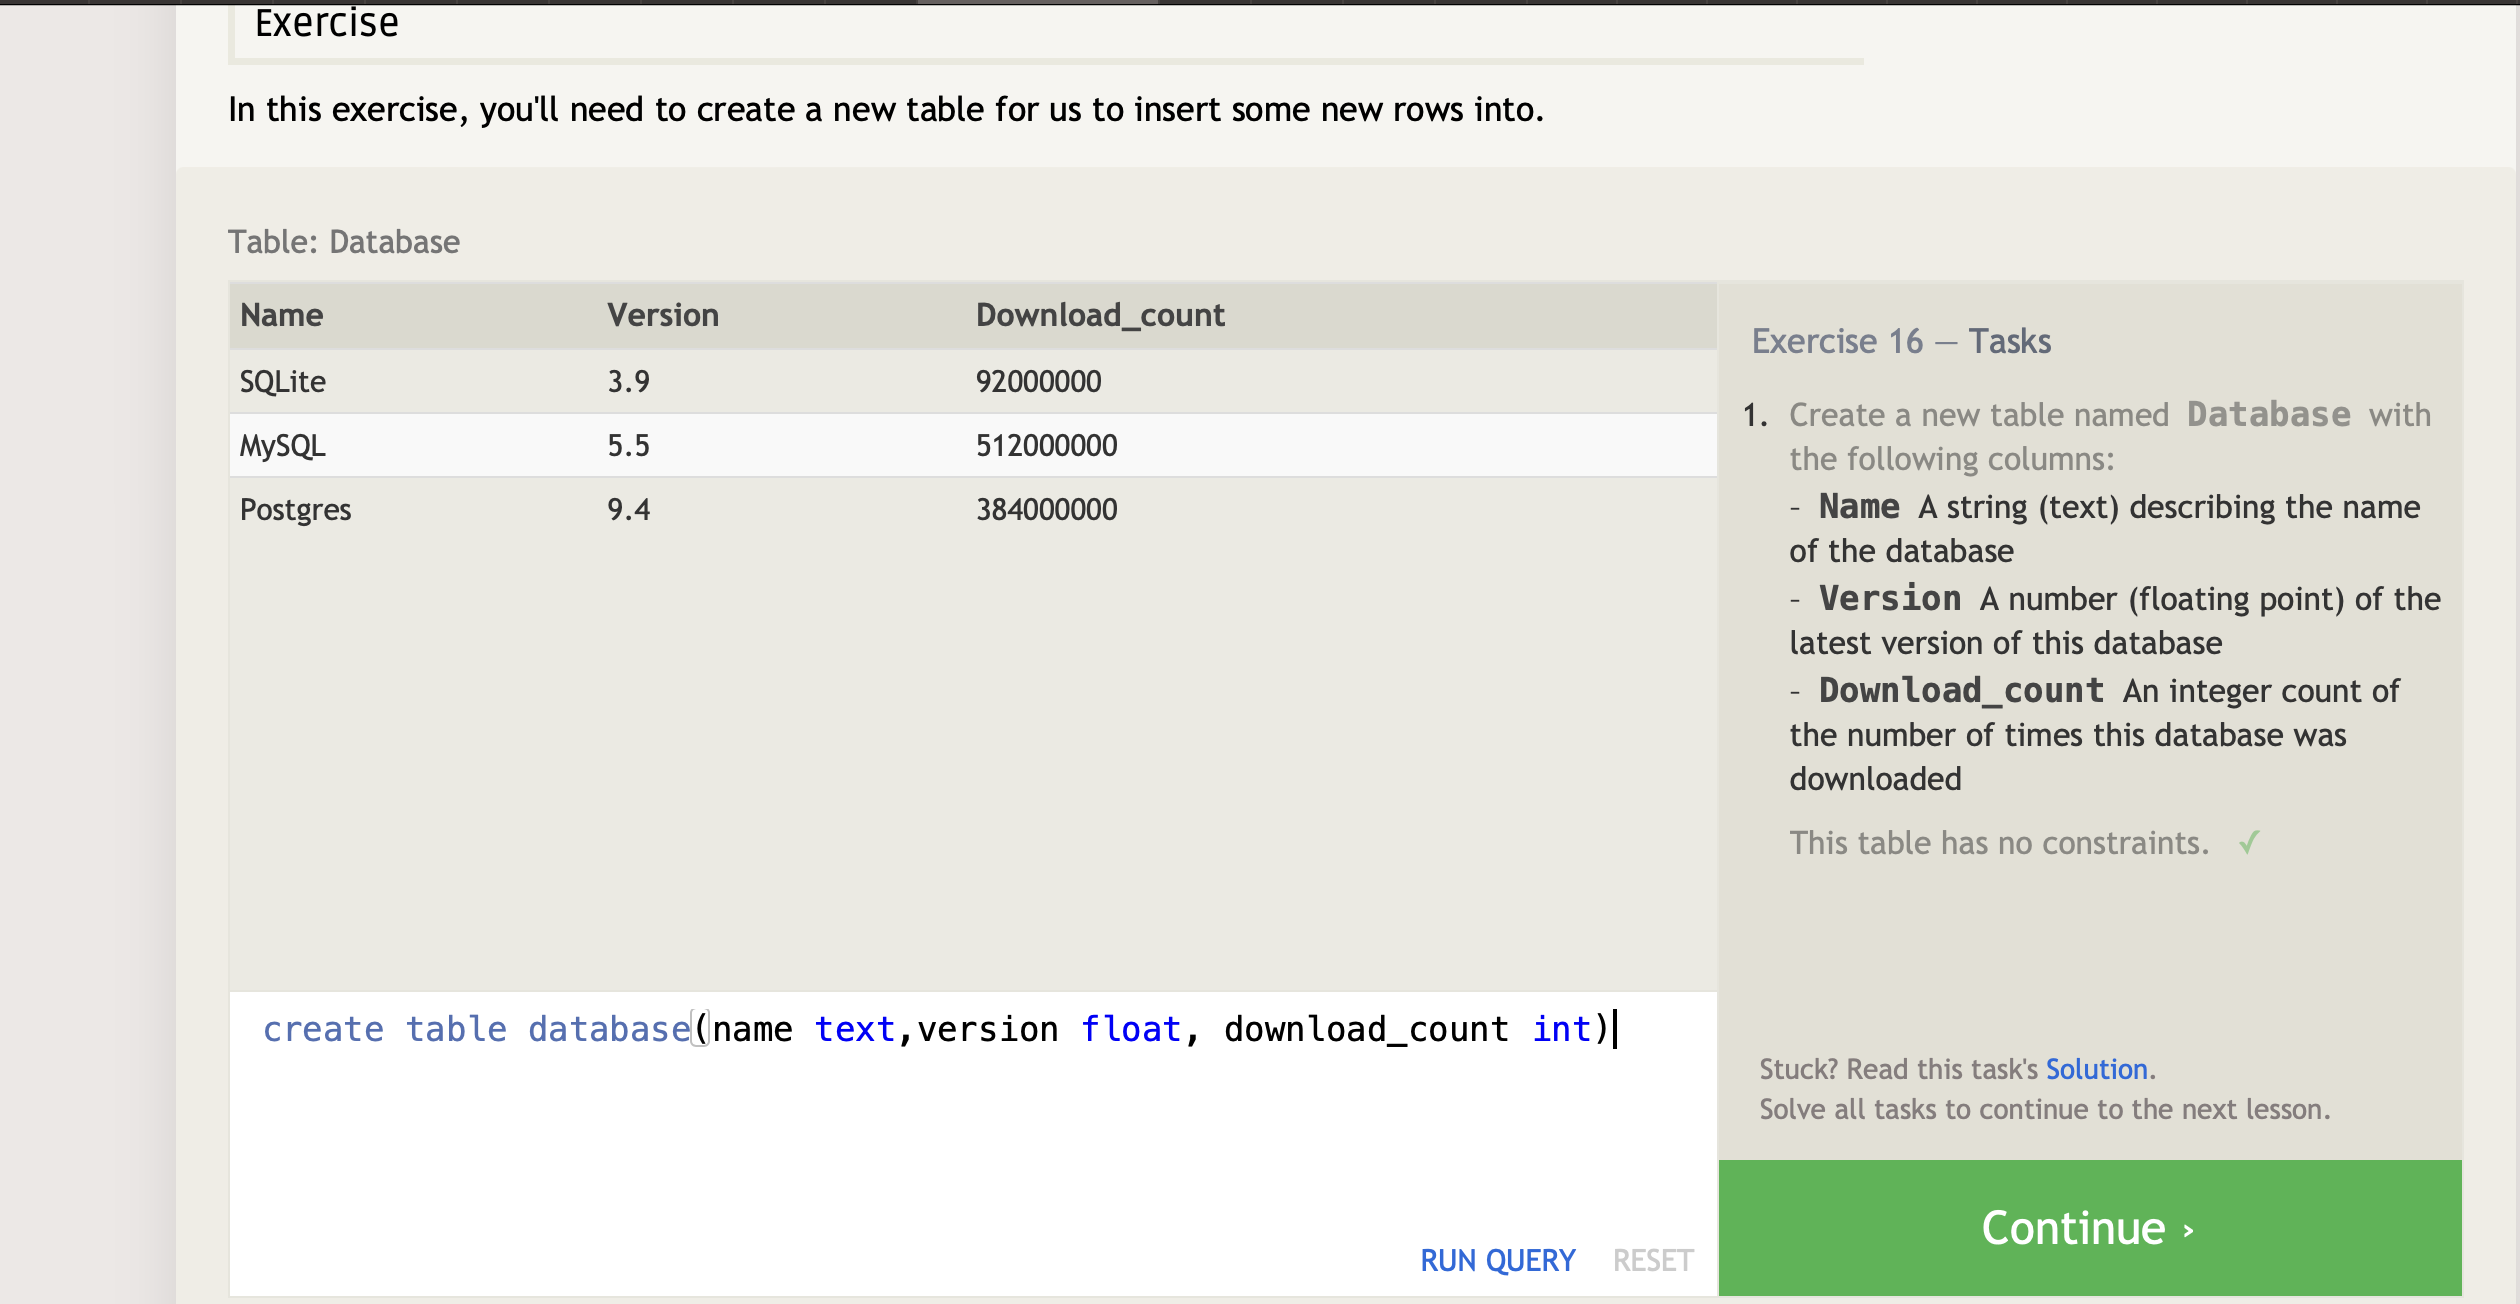 Exercise
In this exercise, you'll need to create a new table for us to insert some new rows into.
Table: Database
Name Version Download_count
SQLite 3.9 92000000
MySQL 5.5 512000000
Postgres 9.4 384000000
create table database(name text,version float, download_count int)
RUN QUERY RESET
Exercise 16 — Tasks
1. Create a new table named Database with
the following columns:
- Name A string (text) describing the name
of the database
- Version A number (floating point) of the
latest version of this database
- Download_count An integer count of
the number of times this database was
downloaded
This table has no constraints. ✓
Stuck? Read this task's Solution.
Solve all tasks to continue to the next lesson.
Continue ›